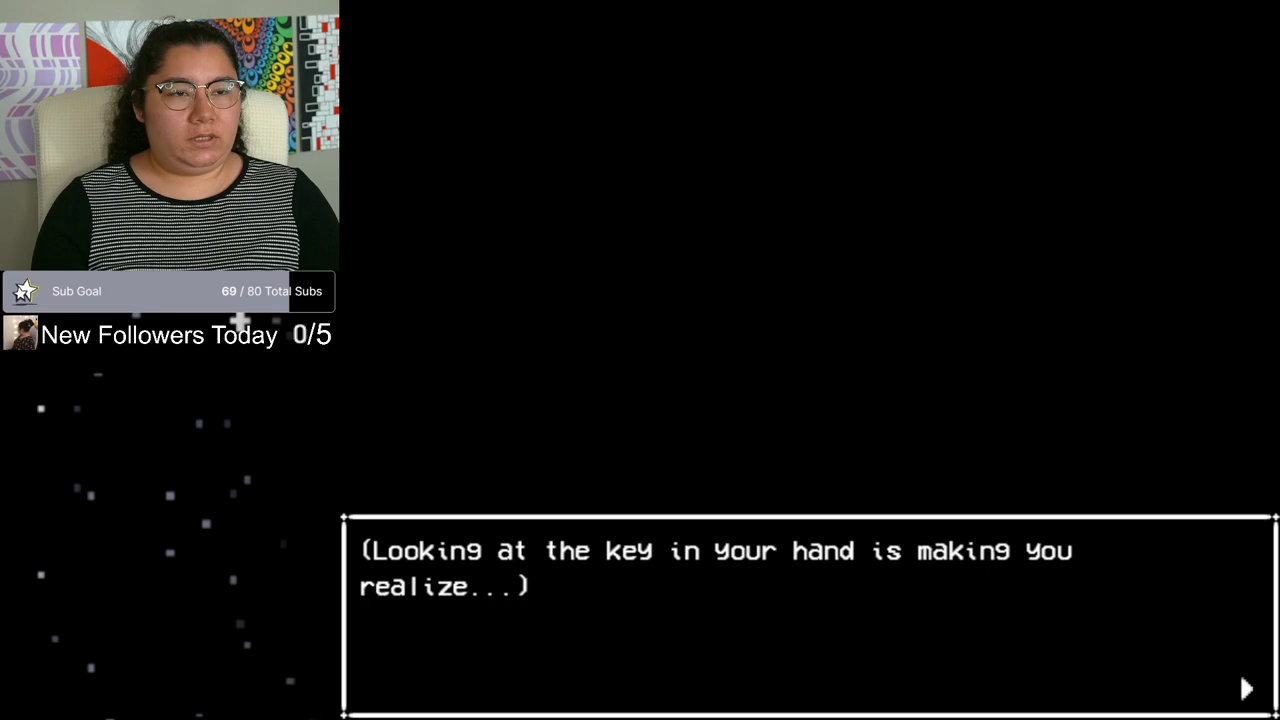 Sub Goal 69 / 80 Total Subs
New Followers Today 0/5
(Looking at the key in your hand is making you
realize...)